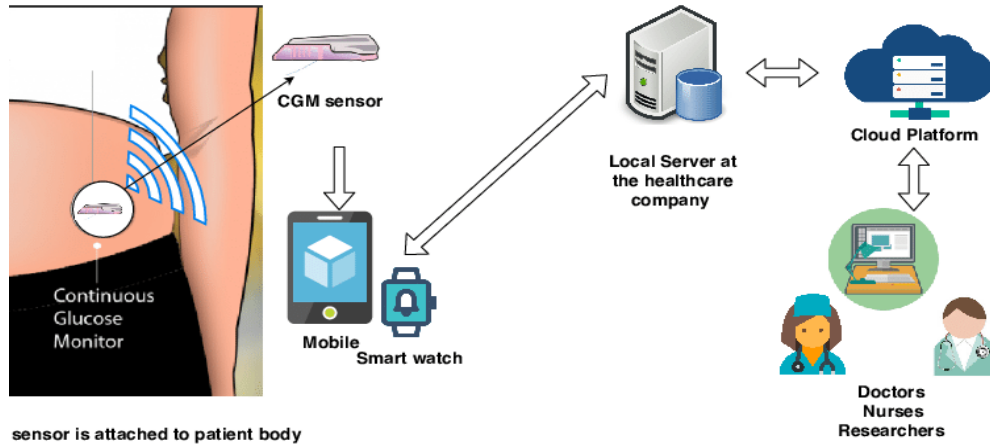 CGM sensor
Continuous
Glucose
Monitor
Mobile
Smart watch
Local Server at
the healthcare
company
Cloud Platform
Doctors
Nurses
Researchers
sensor is attached to patient body